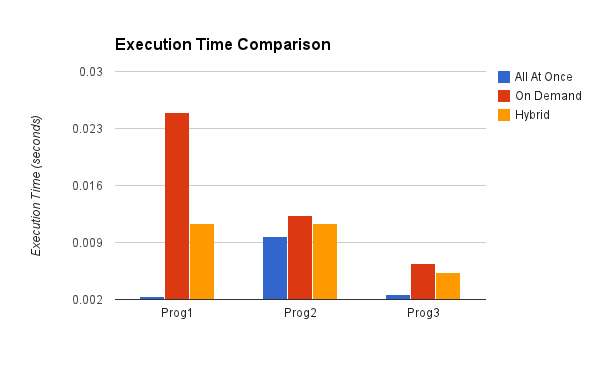 Execution Time Comparison
0.03
0.023
0.016
0.009
0.002
Execution Time (seconds)
Prog1
Prog2
Prog3
All At Once
On Demand
Hybrid